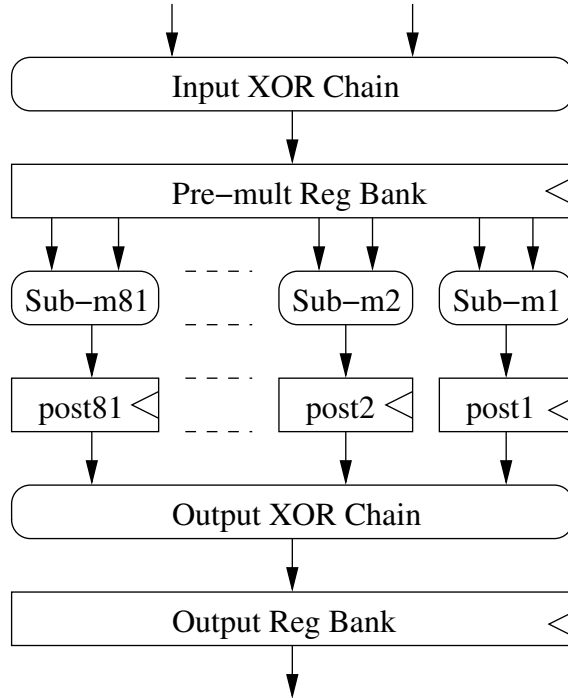 Input XOR Chain
Pre−mult Reg Bank
Sub−m81 Sub−m2 Sub−m1
post81 post2 post1
Output XOR Chain
Output Reg Bank